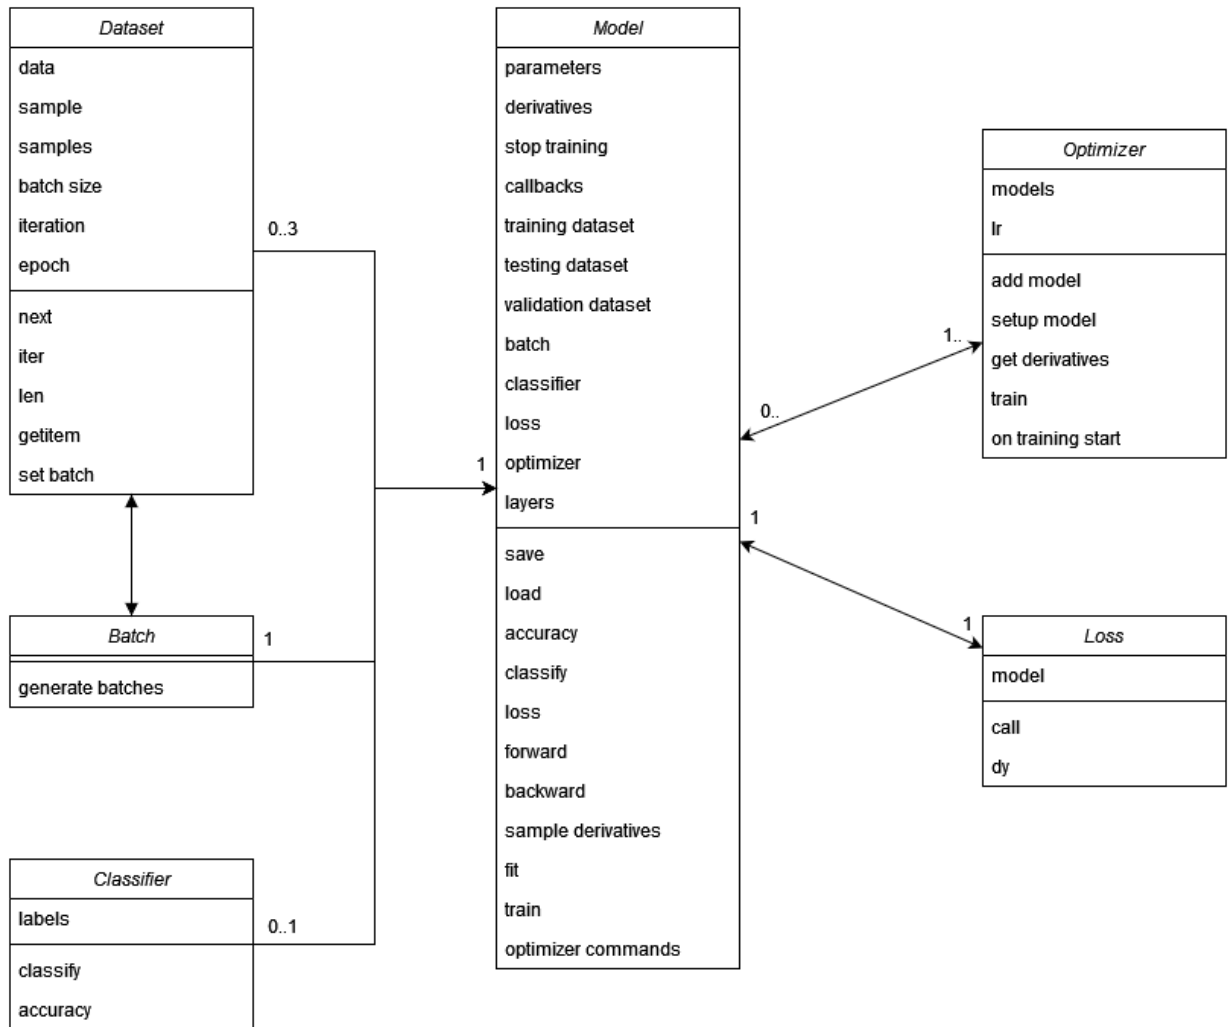 Dataset
data
sample
samples
batch size
iteration
epoch
next
iter
len
getitem
set batch
0..3
Batch
generate batches
1
Classifier
labels
classify
accuracy
0..1
1
Model
parameters
derivatives
stop training
callbacks
training dataset
testing dataset
validation dataset
batch
classifier
loss
optimizer
layers
save
load
accuracy
classify
loss
forward
backward
sample derivatives
fit
train
optimizer commands
0..
1..
1
1
Optimizer
models
lr
add model
setup model
get derivatives
train
on training start
Loss
model
call
dy